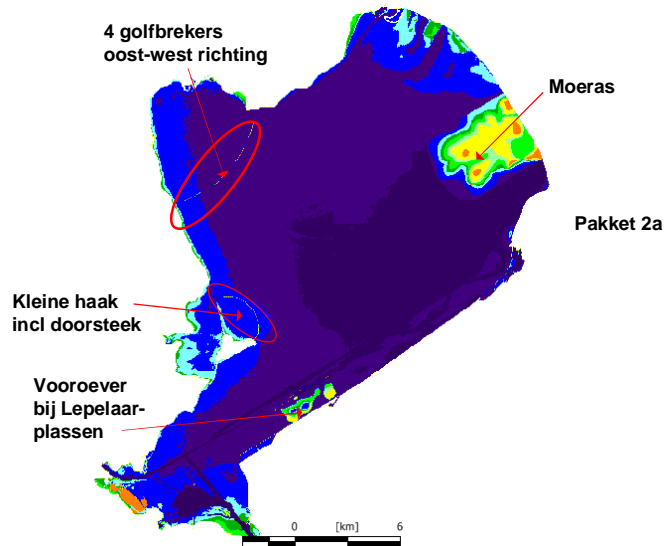 4 golfbrekers
oost-west richting
Moeras
Pakket 2a
Kleine haak
incl doorsteek
Vooroever
bij Lepelaar-
plassen
0 [km] 6